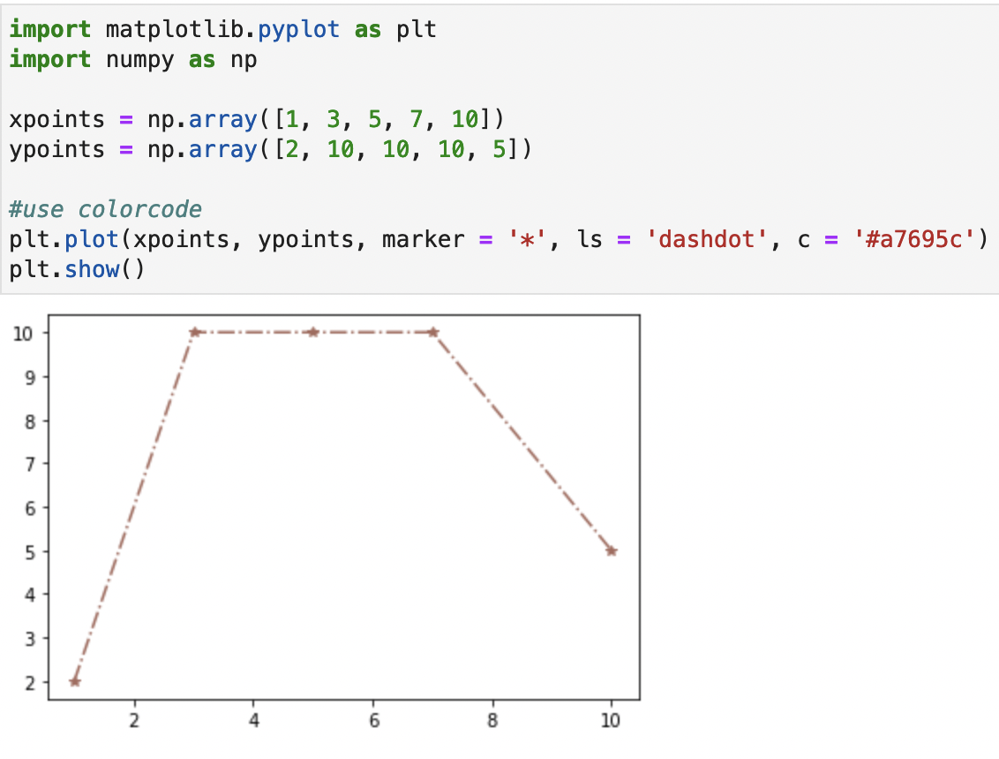 import matplotlib.pyplot as plt
import numpy as np
xpoints = np.array([1, 3, 5, 7, 10])
ypoints = np.array([2, 10, 10, 10, 5])
#use colorcode
plt.plot(xpoints, ypoints, marker = '*', ls = 'dashdot', c = '#a7695c')
plt.show()
10
9
8
7
6
5
4
3
2
2 4 6 8 10